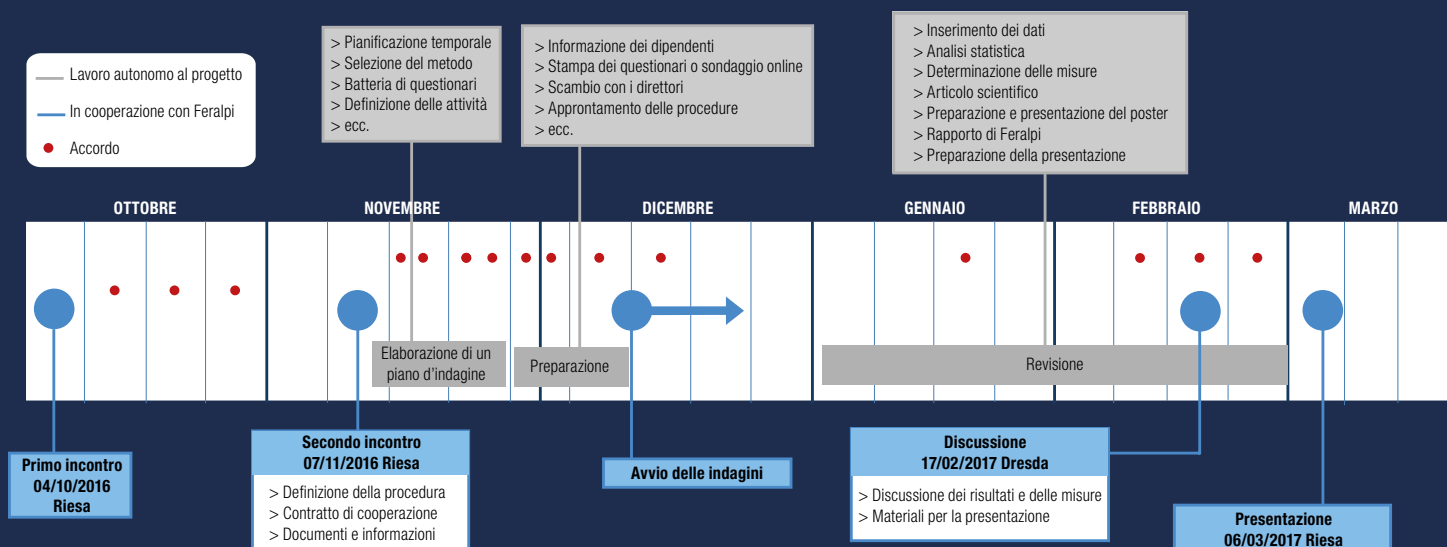 Lavoro autonomo al progetto
In cooperazione con Feralpi
Accordo
> Pianificazione temporale
> Selezione del metodo
> Batteria di questionari
> Definizione delle attività
> ecc.
> Informazione dei dipendenti
> Stampa dei questionari o sondaggio online
> Scambio con i direttori
> Approntamento delle procedure
> ecc.
> Inserimento dei dati
> Analisi statistica
> Determinazione delle misure
> Articolo scientifico
> Preparazione e presentazione del poster
> Rapporto di Feralpi
> Preparazione della presentazione
OTTOBRE
NOVEMBRE
DICEMBRE
GENNAIO
FEBBRAIO
MARZO
Elaborazione di un
piano d'indagine
Preparazione
Revisione
Primo incontro
04/10/2016
Riesa
Secondo incontro
07/11/2016 Riesa
> Definizione della procedura
> Contratto di cooperazione
> Documenti e informazioni
Avvio delle indagini
Discussione
17/02/2017 Dresda
> Discussione dei risultati e delle misure
> Materiali per la presentazione
Presentazione
06/03/2017 Riesa